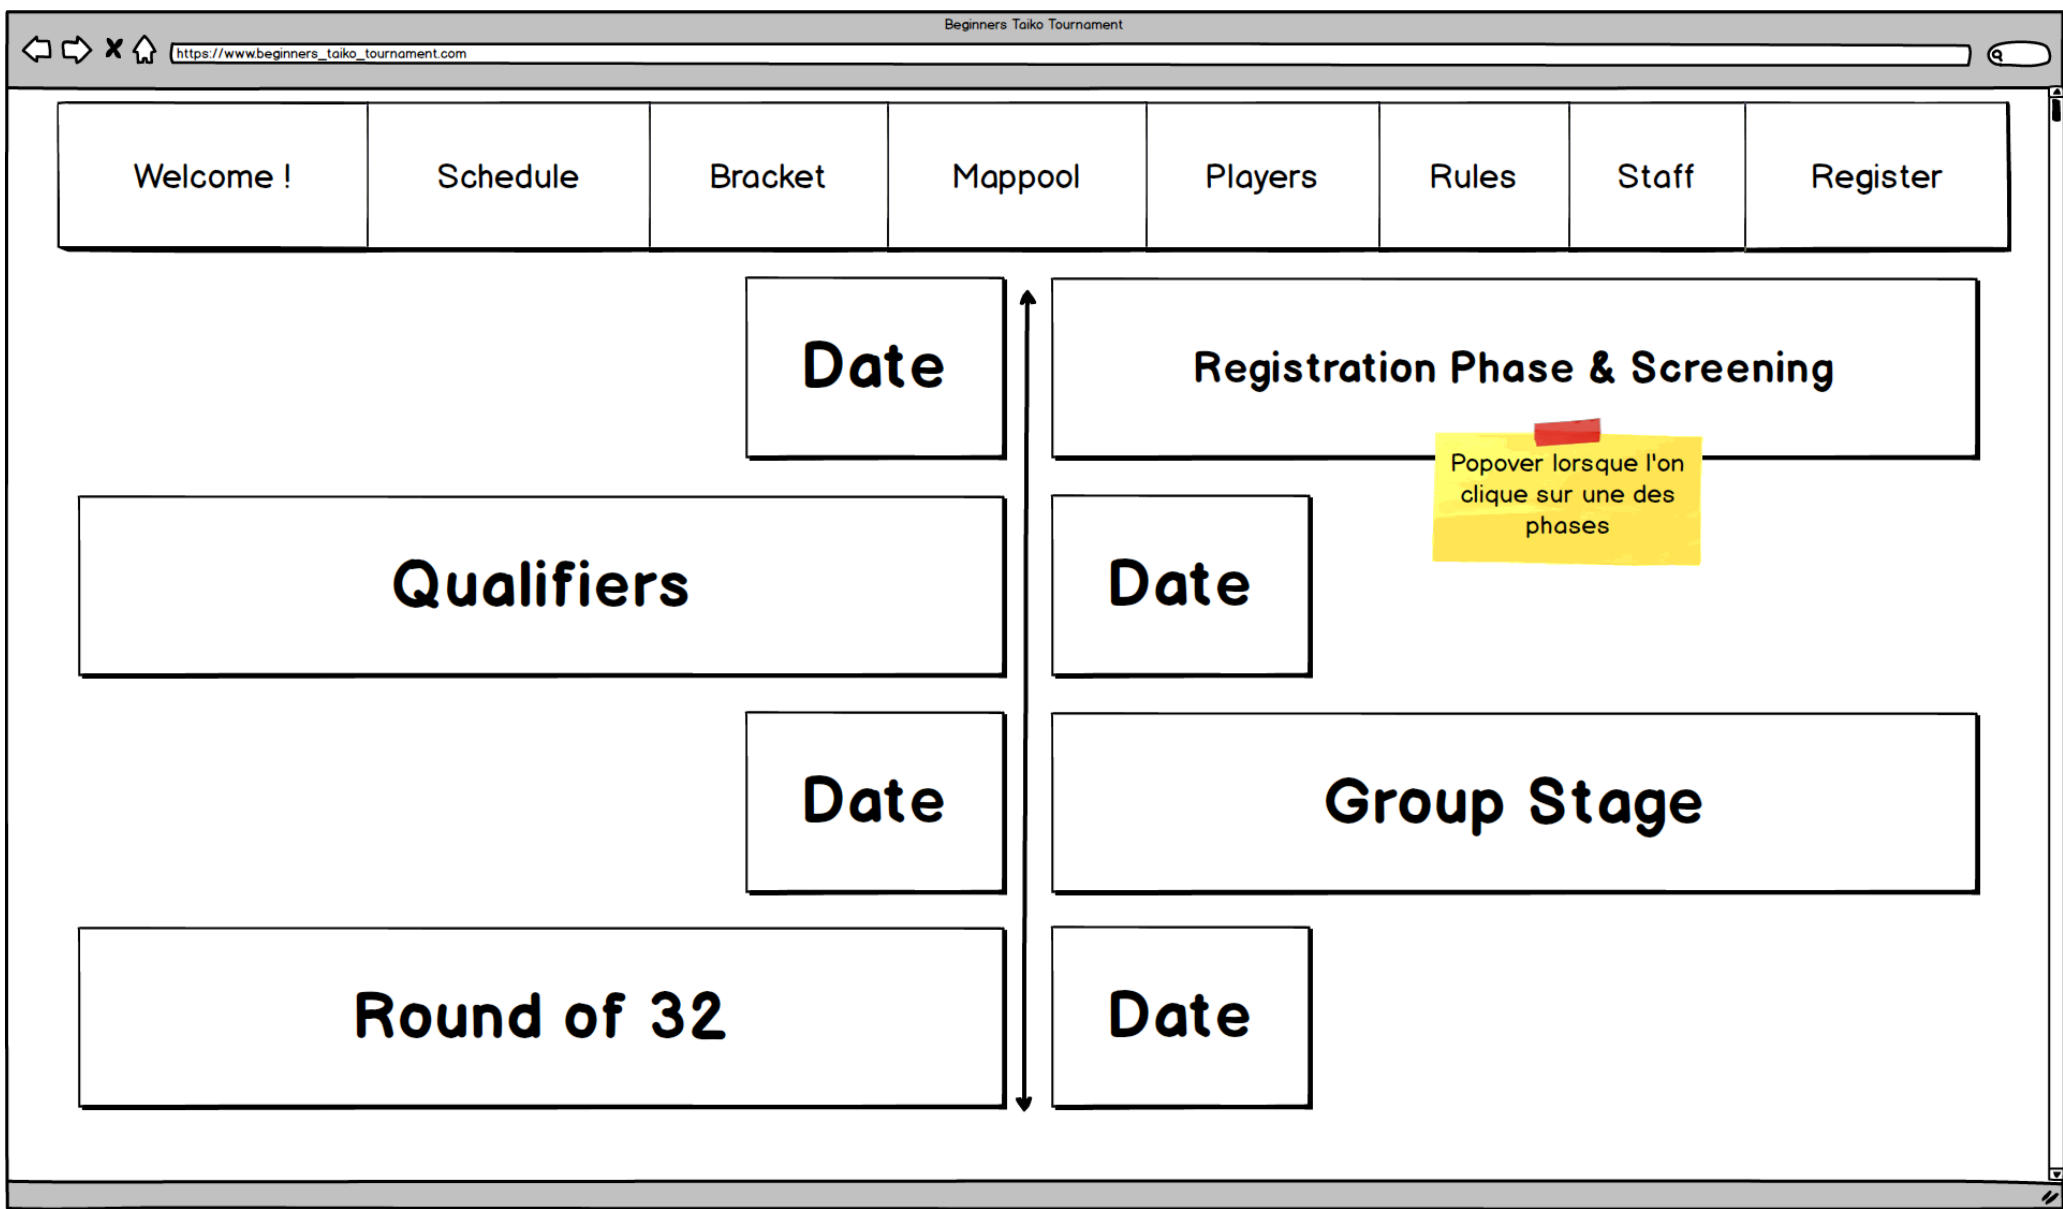 Beginners Taiko Tournament
https://www.beginners_taiko_tournament.com
Welcome !
Schedule
Bracket
Mappool
Players
Rules
Staff
Register
Date
Registration Phase & Screening
Popover lorsque l'on
clique sur une des
phases
Qualifiers
Date
Date
Group Stage
Round of 32
Date